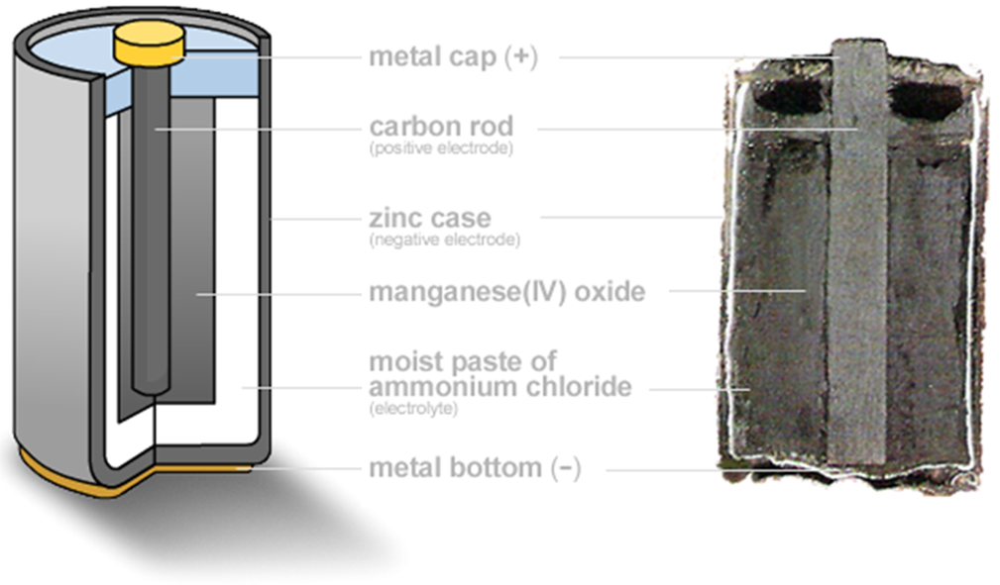 metal cap (+)
carbon rod
(positive electrode)
zinc case
(negative electrode)
manganese(IV) oxide
moist paste of
ammonium chloride
(electrolyte)
metal bottom (−)